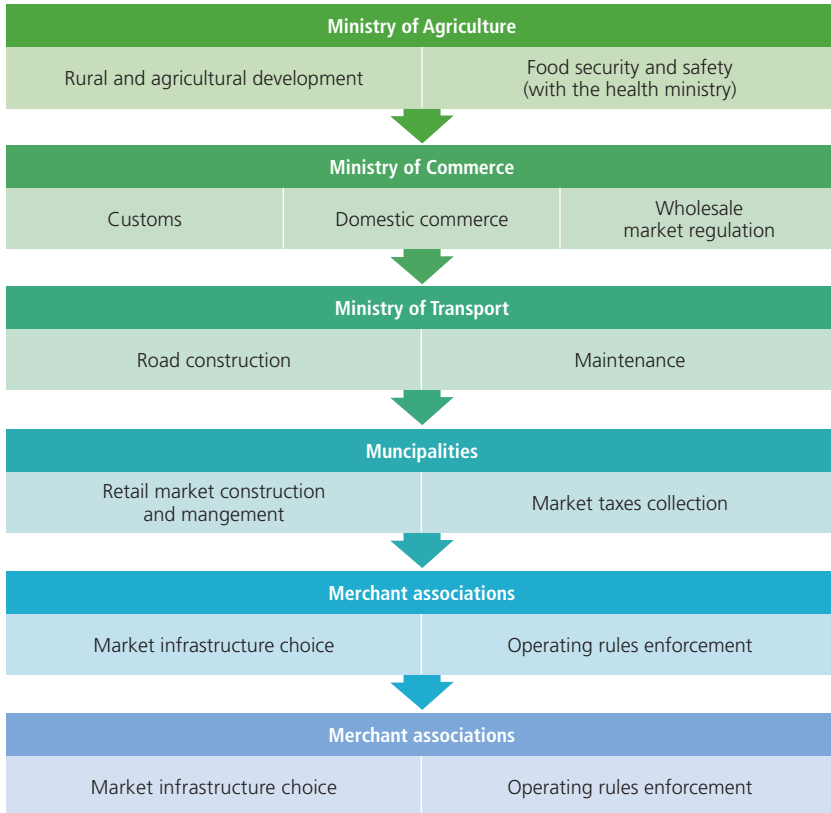 Ministry of Agriculture
Rural and agricultural development
Food security and safety
(with the health ministry)
Ministry of Commerce
Customs
Domestic commerce
Wholesale
market regulation
Ministry of Transport
Road construction
Maintenance
Muncipalities
Retail market construction
and mangement
Market taxes collection
Merchant associations
Market infrastructure choice
Operating rules enforcement
Merchant associations
Market infrastructure choice
Operating rules enforcement